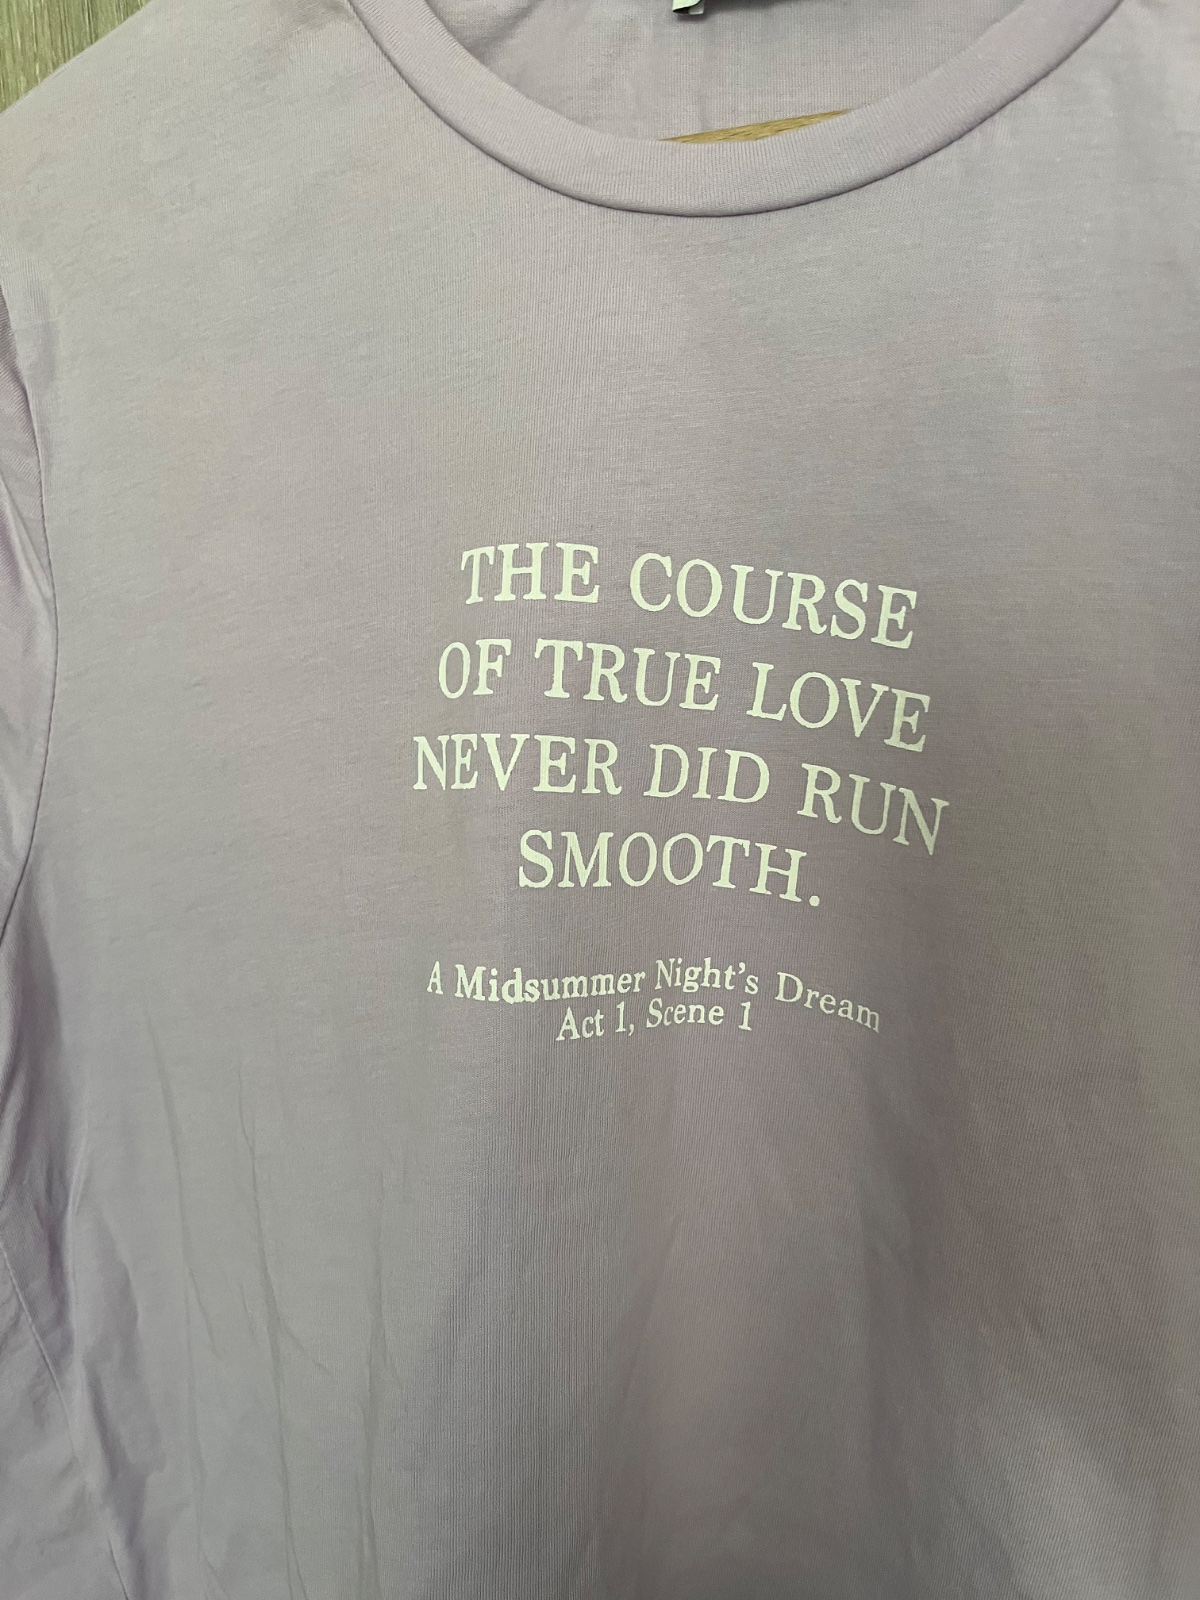 THE COURSE
OF TRUE LOVE
NEVER DID RUN
SMOOTH.
A Midsummer Night's Dream
Act 1, Scene 1